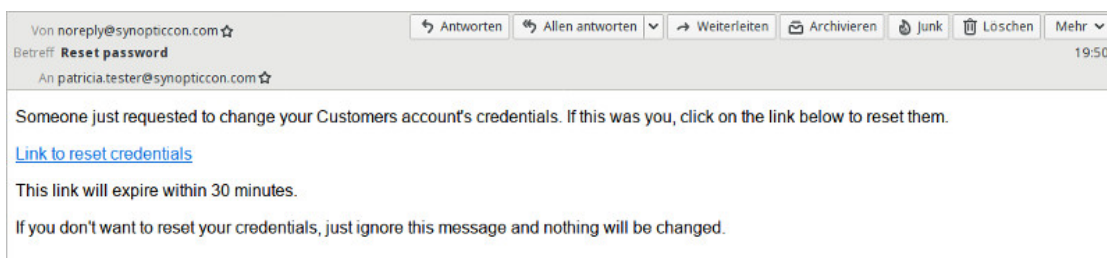 Von noreply@synopticcon.com Antworten Allen antworten Weiterleiten Archivieren Junk Löschen Mehr
Betreff Reset password 19:50
An patricia.tester@synopticcon.com
Someone just requested to change your Customers account's credentials. If this was you, click on the link below to reset them.
Link to reset credentials
This link will expire within 30 minutes.
If you don't want to reset your credentials, just ignore this message and nothing will be changed.